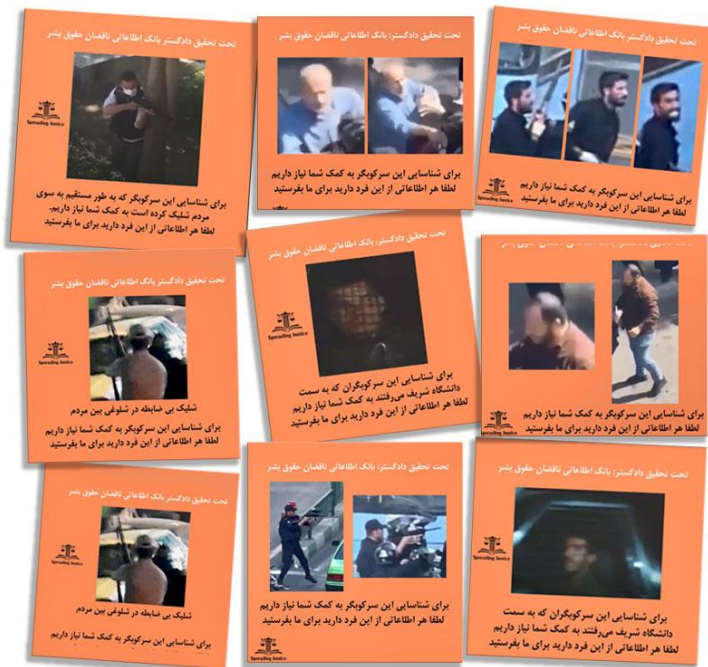 تحت تحقیق دادگستر بانک اطلاعاتی ناقضان حقوق بشر
Spreading Justice
برای شناسایی این سرکوبگر که به طور مستقیم به سوی
مردم شلیک کرده است به کمک شما نیاز داریم.
لطفا هر اطلاعاتی از این فرد دارید برای ما بفرستید
تحت تحقیق دادگستر: بانک اطلاعاتی ناقضان حقوق بشر
برای شناسایی این سرکوبگر به کمک شما نیاز داریم
لطفا هر اطلاعاتی از این فرد دارید برای ما بفرستید
تحت تحقیق دادگستر: بانک اطلاعاتی ناقضان حقوق بشر
Spreading Justice
برای شناسایی این سرکوبگر به کمک شما نیاز داریم
لطفا هر اطلاعاتی از این فرد دارید برای ما بفرستید
تحت تحقیق دادگستر بانک اطلاعاتی ناقضان حقوق بشر
Spreading Justice
شلیک بی ضابطه در شلوغی بین مردم
برای شناسایی این سرکوبگر به کمک شما نیاز داریم
لطفا هر اطلاعاتی از این فرد دارید برای ما بفرستید
تحت تحقیق دادگستر، بانک اطلاعاتی ناقضان حقوق بشر
Spreading Justice
برای شناسایی این سرکوبگران که به سمت
دانشگاه شریف می‌رفتند به کمک شما نیاز داریم
لطفا هر اطلاعاتی از این فرد دارید برای ما بفرستید
Spreading Justice
برای شناسایی این سرکوبگر به کمک شما نیاز داریم
لطفا هر اطلاعاتی از این فرد دارید برای ما بفرستید
تحت تحقیق دادگستر بانک اطلاعاتی ناقضان حقوق بشر
Spreading Justice
شلیک بی ضابطه در شلوغی بین مردم
برای شناسایی این سرکوبگر به کمک شما نیاز داریم
تحت تحقیق دادگستر: بانک اطلاعاتی ناقضان حقوق بشر
برای شناسایی این سرکوبگر به کمک شما نیاز داریم
لطفا هر اطلاعاتی از این فرد دارید برای ما بفرستید
Spreading Justice
تحت تحقیق دادگستر: بانک اطلاعاتی ناقضان حقوق بشر
Spreading Justice
برای شناسایی این سرکوبگران که به سمت
دانشگاه شریف می‌رفتند به کمک شما نیاز داریم
لطفا هر اطلاعاتی از این فرد دارید برای ما بفرستید